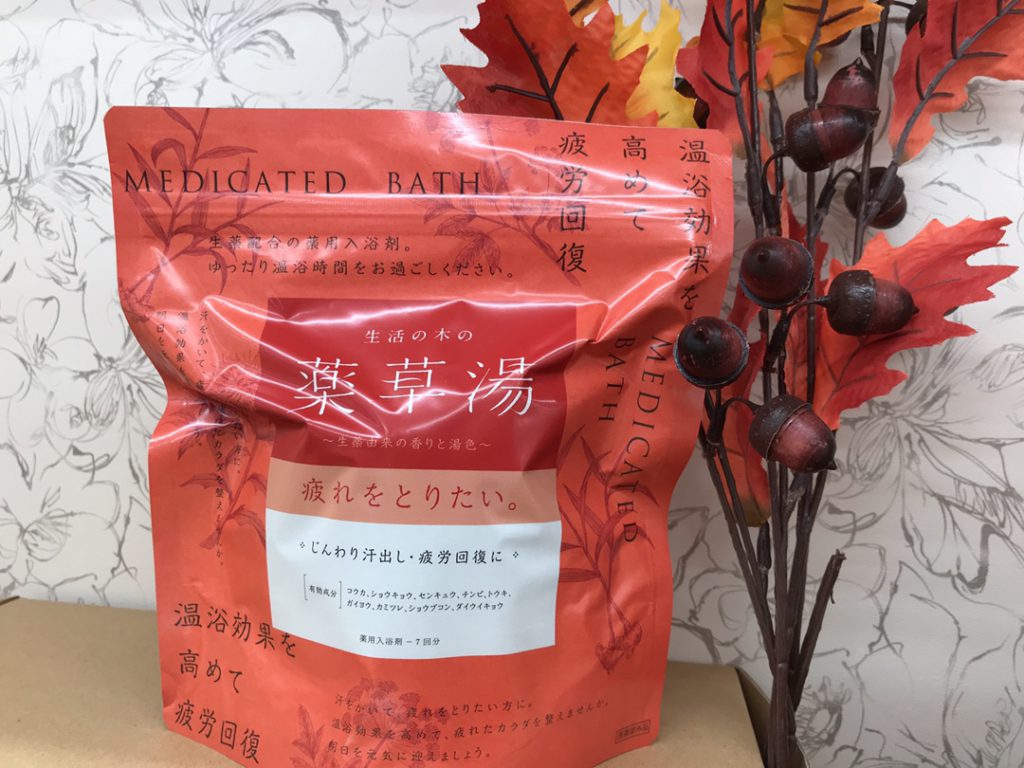 MEDICATED BATH
温浴効果を
高めて
疲労回復
生薬配合の薬用入浴剤。
ゆったり温浴時間をお過ごしください。
生活の木の
薬草湯
～生薬由来の香りと湯色～
疲れをとりたい。
じんわり汗出し・疲労回復に
有効成分
コウカ、ショウキョウ、センキュウ、チンピ、トウキ、
ガイヨウ、カミツレ、ショウブコン、ダイウイキョウ
薬用入浴剤－7回分
MEDICATED
BATH
温浴効果を
高めて
疲労回復
汗をかいて、疲れをとりたい方に。
温浴効果を高めて、疲れたカラダを整えませんか。
明日を元気に迎えましょう。
医薬部外品